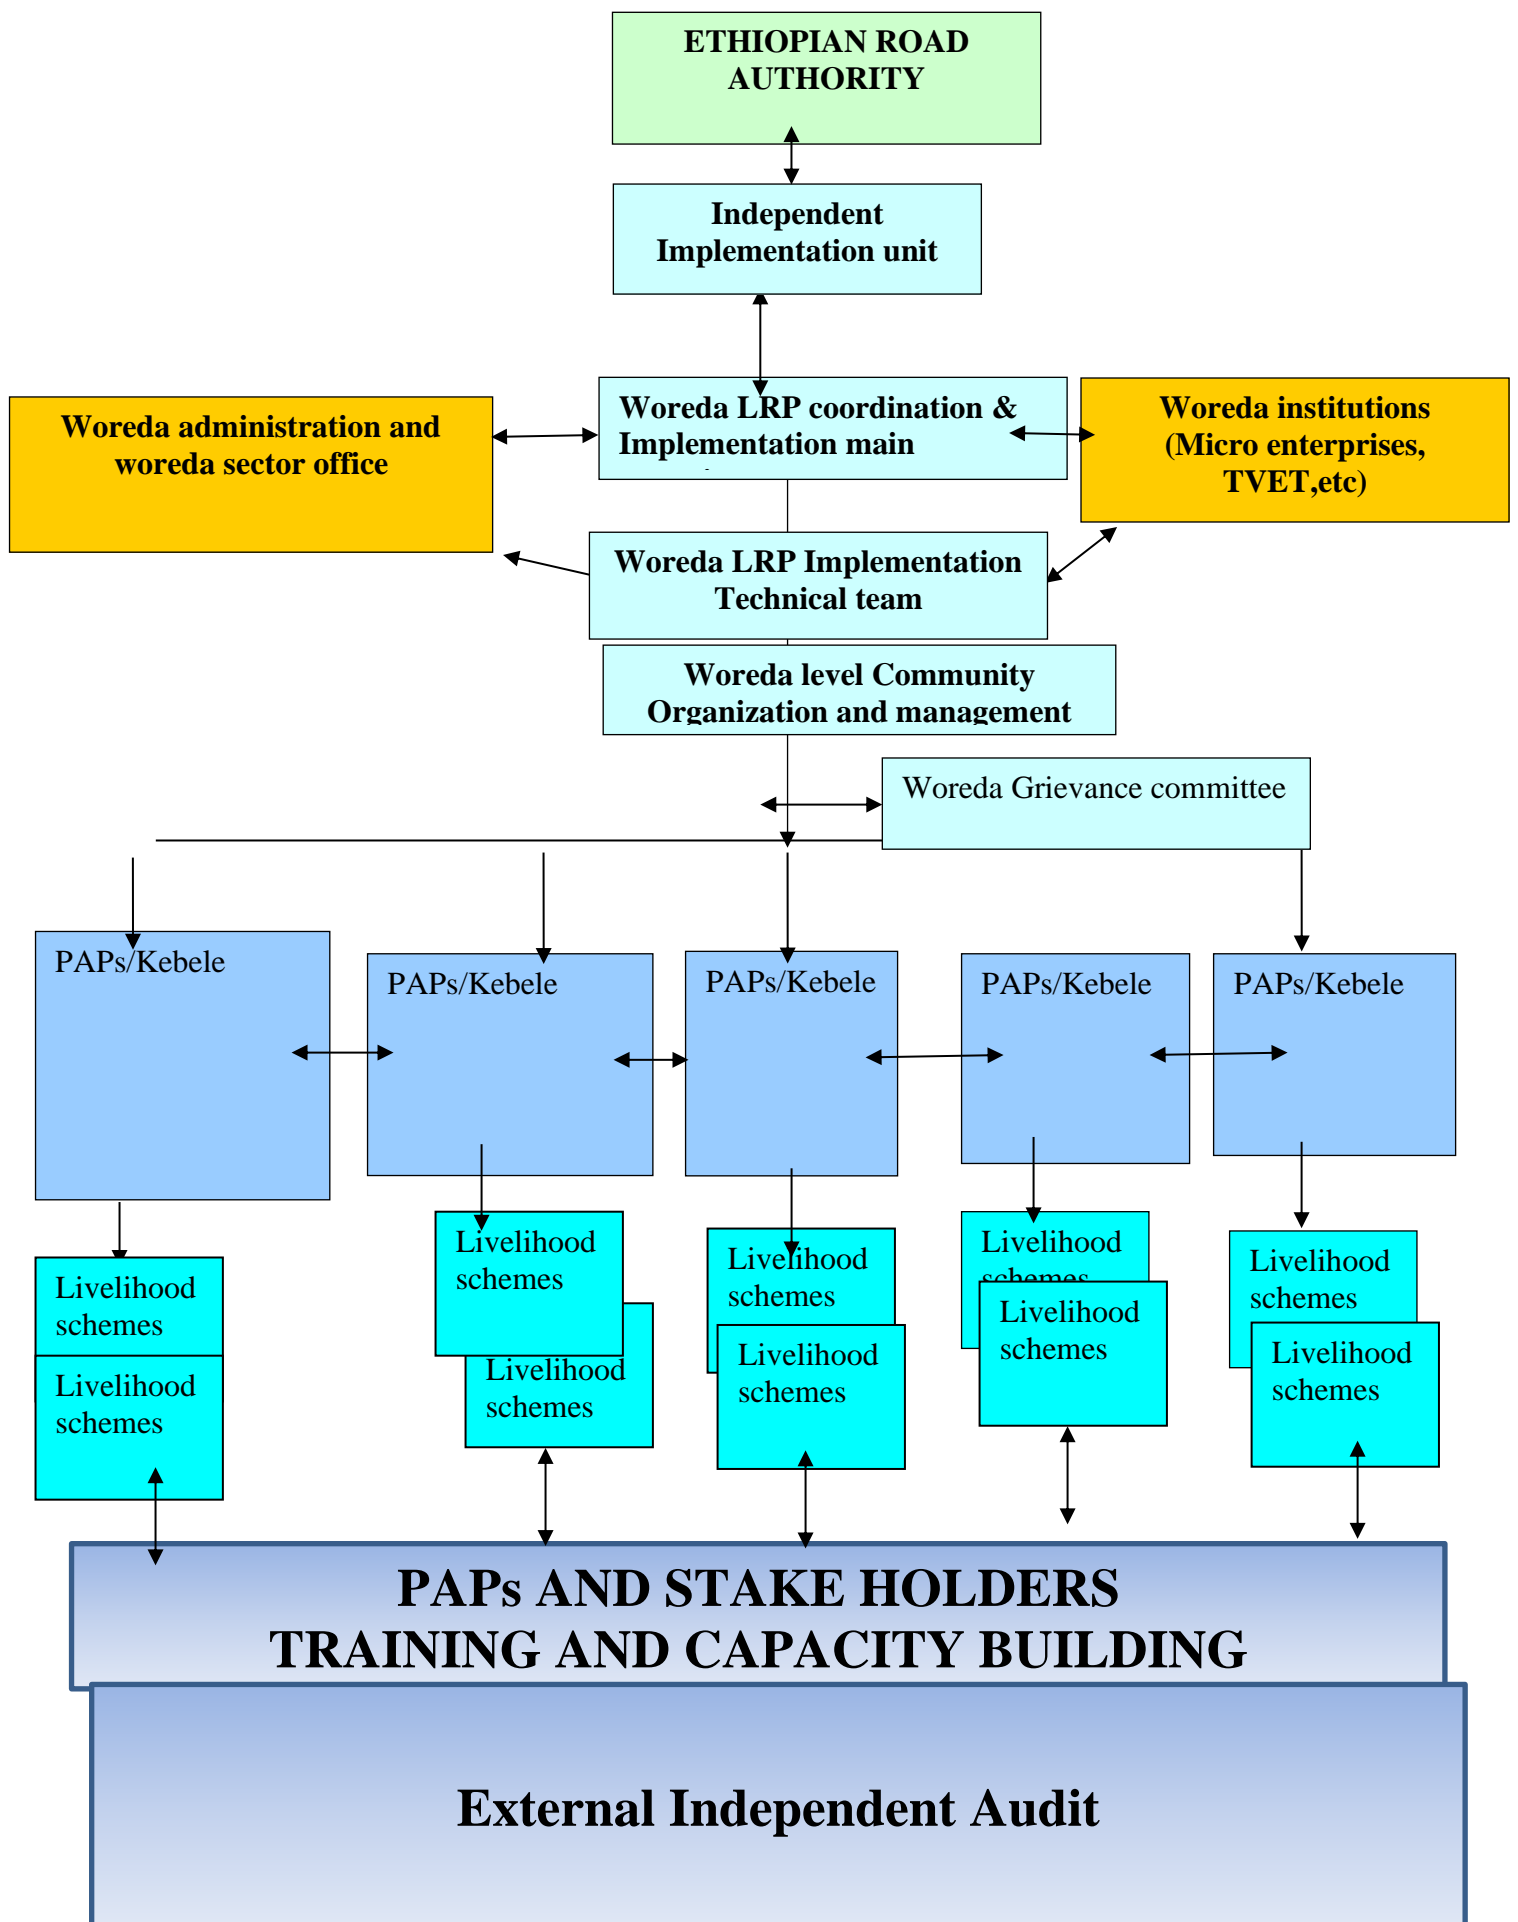 ETHIOPIAN ROAD
AUTHORITY
Independent
Implementation unit
Woreda administration and
woreda sector office
Woreda LRP coordination &
Implementation main
Woreda institutions
(Micro enterprises,
TVET,etc)
Woreda LRP Implementation
Technical team
Woreda level Community
Organization and management
Woreda Grievance committee
PAPs/Kebele
PAPs/Kebele
PAPs/Kebele
PAPs/Kebele
PAPs/Kebele
Livelihood
schemes
Livelihood
schemes
Livelihood
schemes
Livelihood
schemes
Livelihood
schemes
Livelihood
schemes
Livelihood
schemes
Livelihood
schemes
Livelihood
schemes
Livelihood
schemes
PAPs AND STAKE HOLDERS
TRAINING AND CAPACITY BUILDING
External Independent Audit